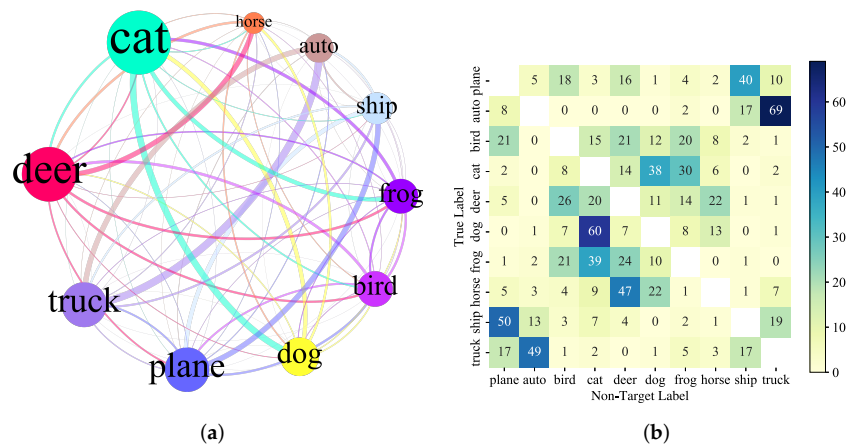 cat
horse
auto
ship
deer
frog
bird
truck
dog
plane
(a)
True Label
plane 5 18 3 16 1 4 2 40 10
auto 8 0 0 0 0 2 0 17 69
bird 21 0 15 21 12 20 8 2 1
cat 2 0 8 14 38 30 6 0 2
deer 5 0 26 20 11 14 22 1 1
dog 0 1 7 60 7 8 13 0 1
frog 1 2 21 39 24 10 0 1 0
horse 5 3 4 9 47 22 1 1 7
ship 50 13 3 7 4 0 2 1 19
truck 17 49 1 2 0 1 5 3 17
plane auto bird cat deer dog frog horse ship truck
Non-Target Label
60
50
40
30
20
10
0
(b)